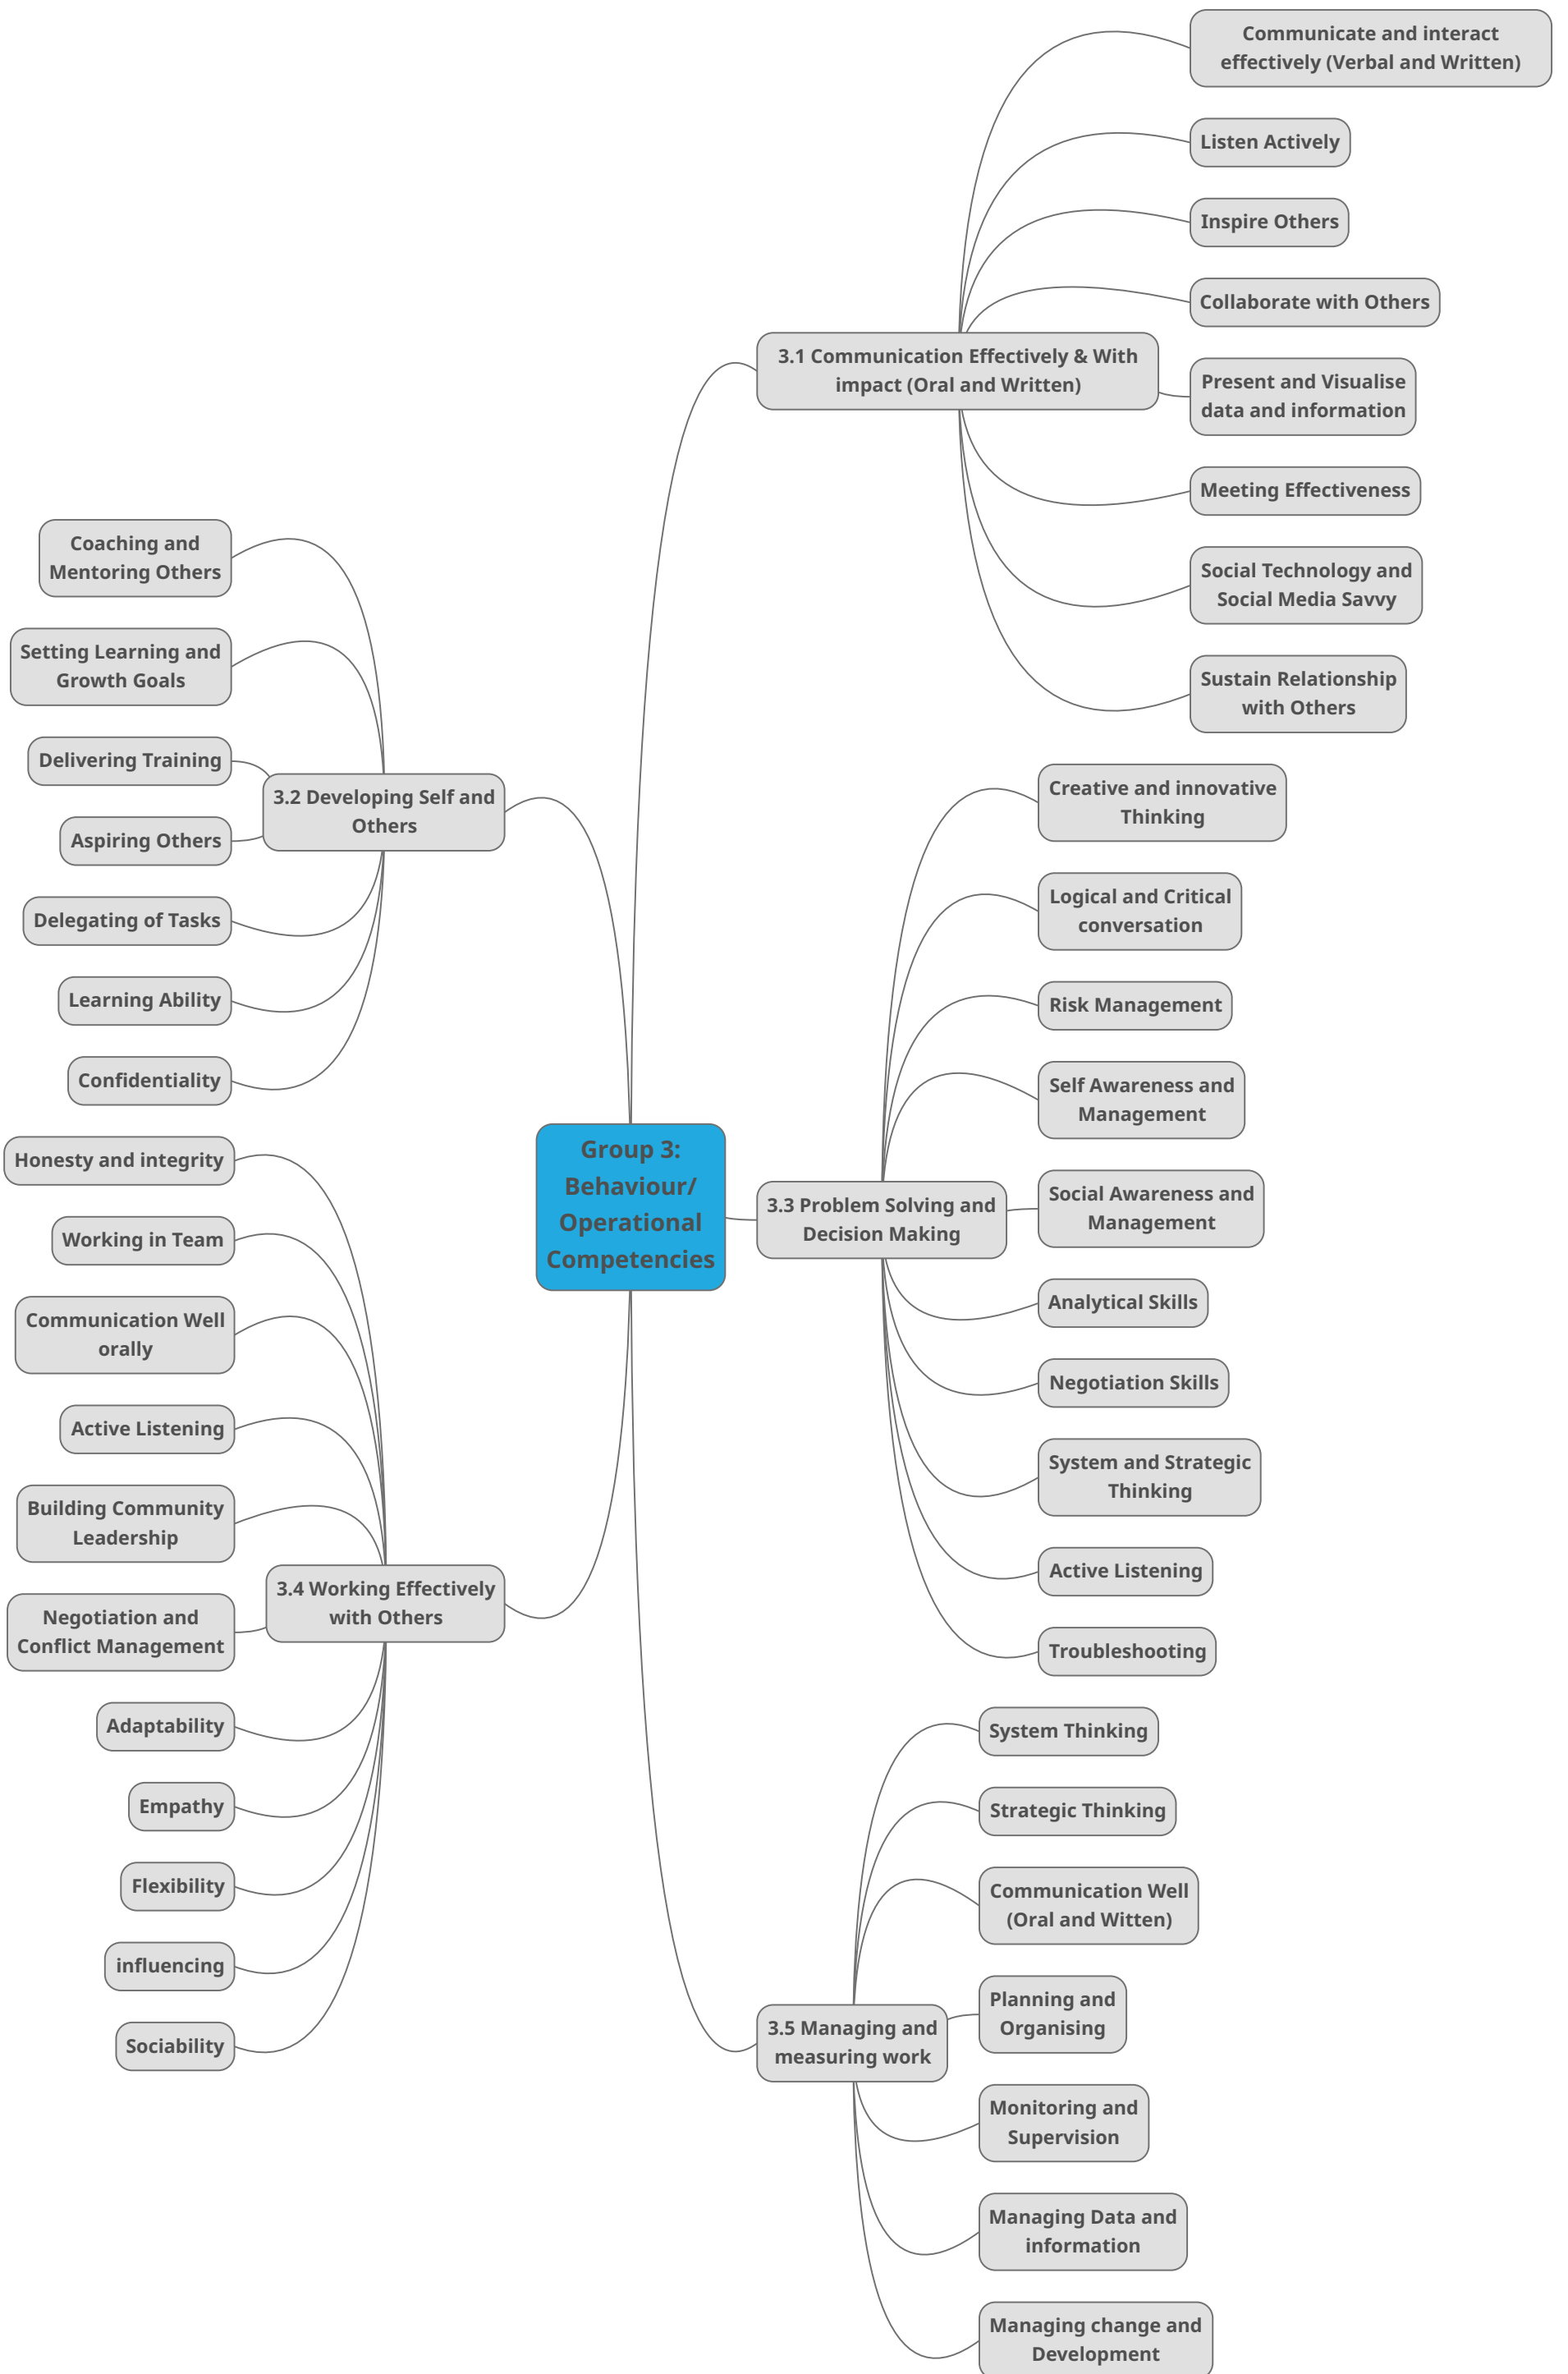 Group 3:
Behaviour/
Operational
Competencies
3.1 Communication Effectively & With
impact (Oral and Written)
Communicate and interact
effectively (Verbal and Written)
Listen Actively
Inspire Others
Collaborate with Others
Present and Visualise
data and information
Meeting Effectiveness
Social Technology and
Social Media Savvy
Sustain Relationship
with Others
3.2 Developing Self and
Others
Coaching and
Mentoring Others
Setting Learning and
Growth Goals
Delivering Training
Aspiring Others
Delegating of Tasks
Learning Ability
Confidentiality
3.3 Problem Solving and
Decision Making
Creative and innovative
Thinking
Logical and Critical
conversation
Risk Management
Self Awareness and
Management
Social Awareness and
Management
Analytical Skills
Negotiation Skills
System and Strategic
Thinking
Active Listening
Troubleshooting
3.4 Working Effectively
with Others
Honesty and integrity
Working in Team
Communication Well
orally
Active Listening
Building Community
Leadership
Negotiation and
Conflict Management
Adaptability
Empathy
Flexibility
influencing
Sociability
3.5 Managing and
measuring work
System Thinking
Strategic Thinking
Communication Well
(Oral and Witten)
Planning and
Organising
Monitoring and
Supervision
Managing Data and
information
Managing change and
Development